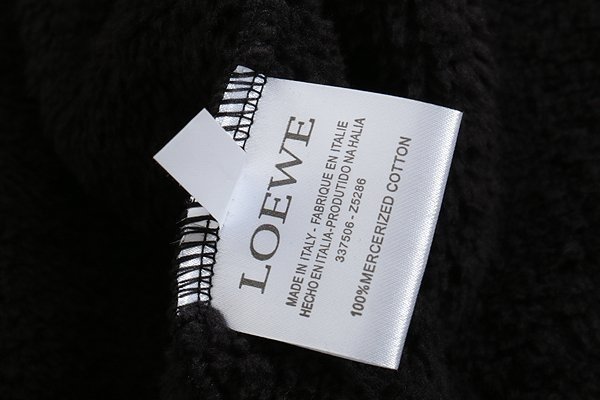 LOEWE
MADE IN ITALY - FABRIQUE EN ITALIE
HECHO EN ITALIA-PRODUTIDO NA HALIA
337506 - Z5286
100%MERCERIZED COTTON